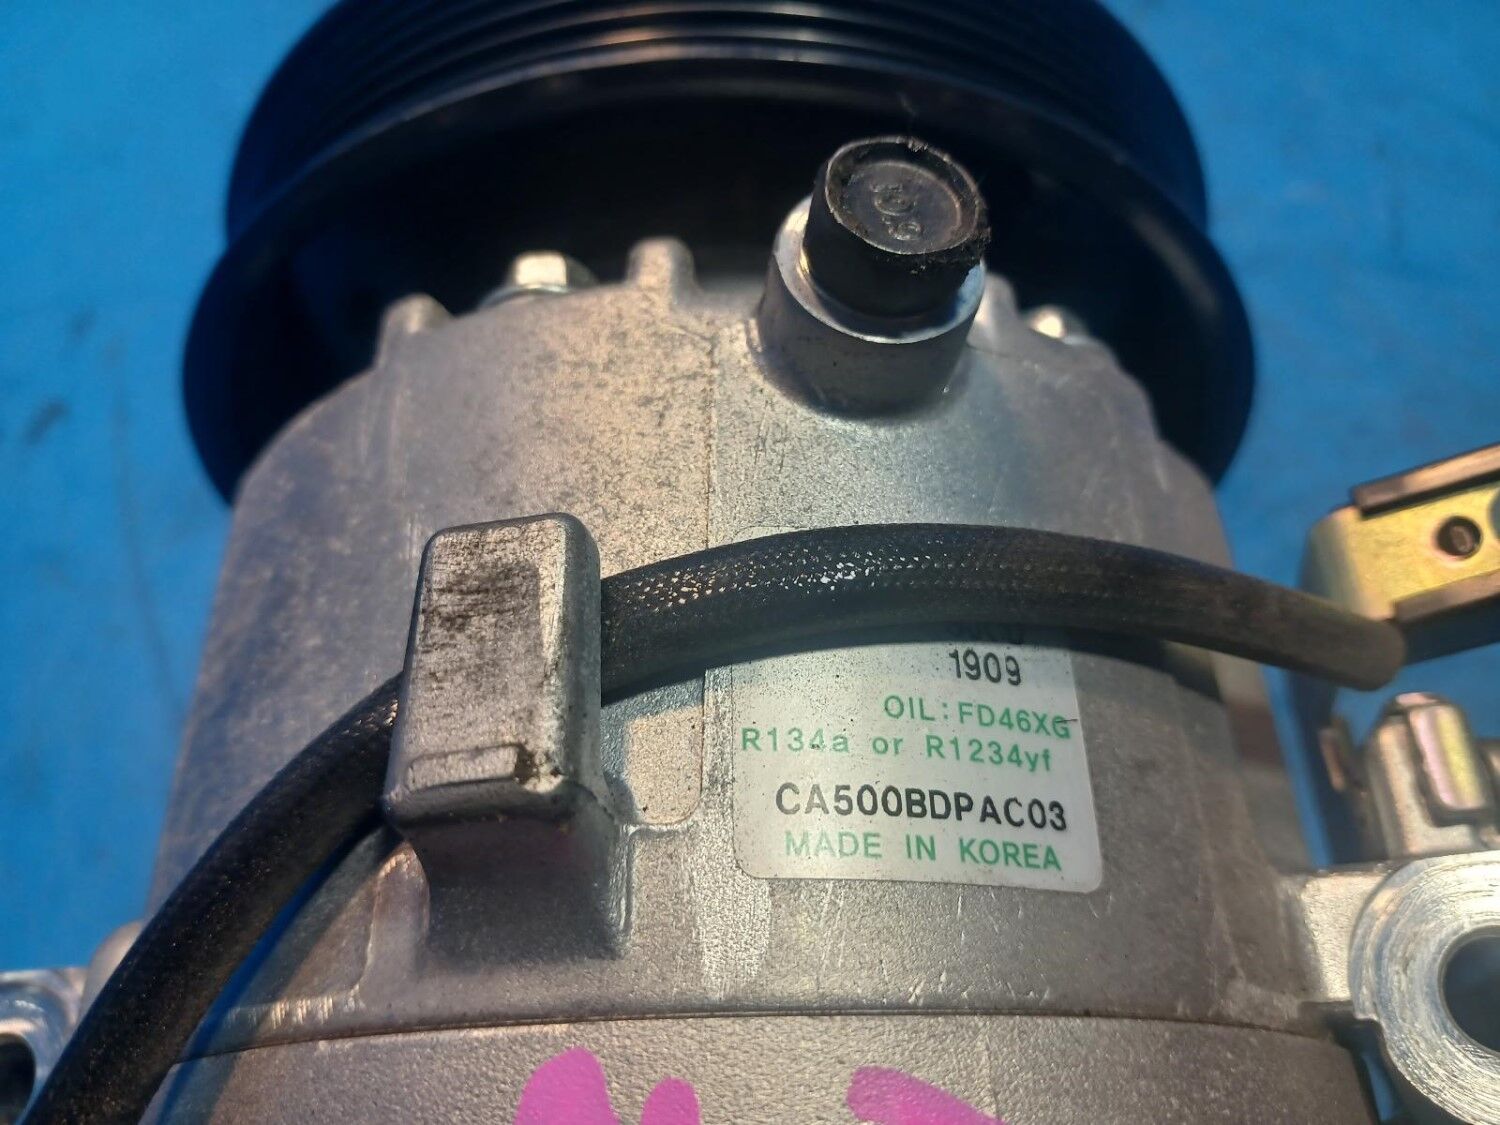 1909
OIL:FD46XG
R134a or R1234yf
CA500BDPAC03
MADE IN KOREA